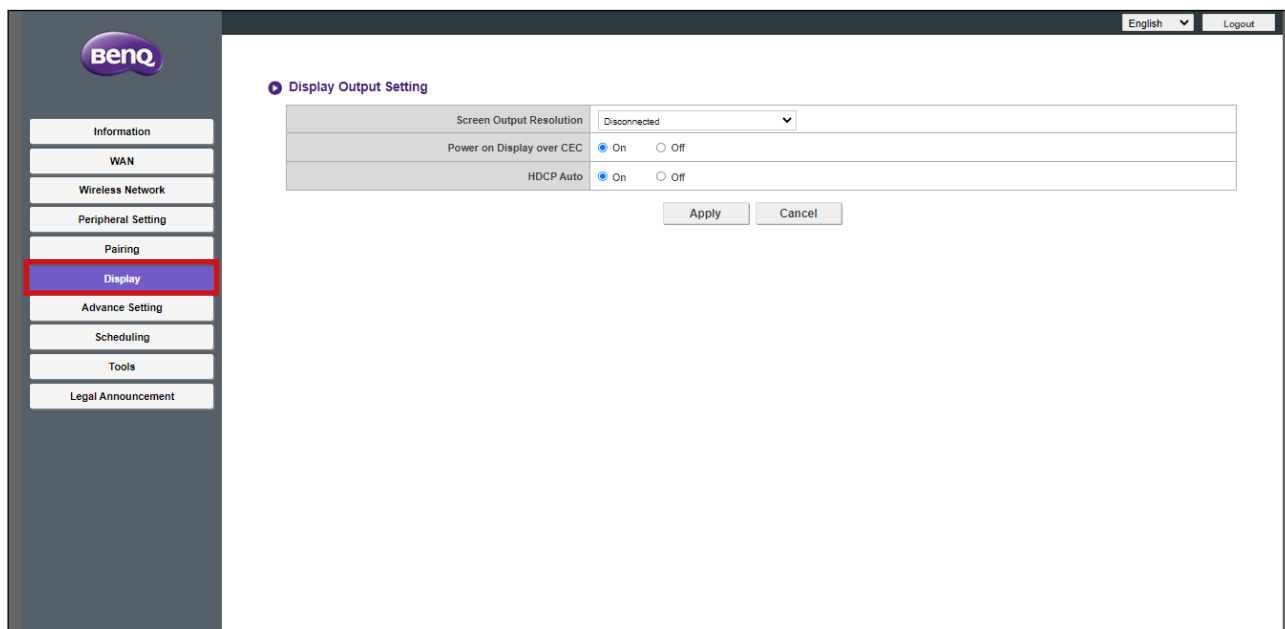 English
Logout
BenQ
Information
WAN
Wireless Network
Peripheral Setting
Pairing
Display
Advance Setting
Scheduling
Tools
Legal Announcement
Display Output Setting
Screen Output Resolution Disconnected
Power on Display over CEC On Off
HDCP Auto On Off
Apply Cancel